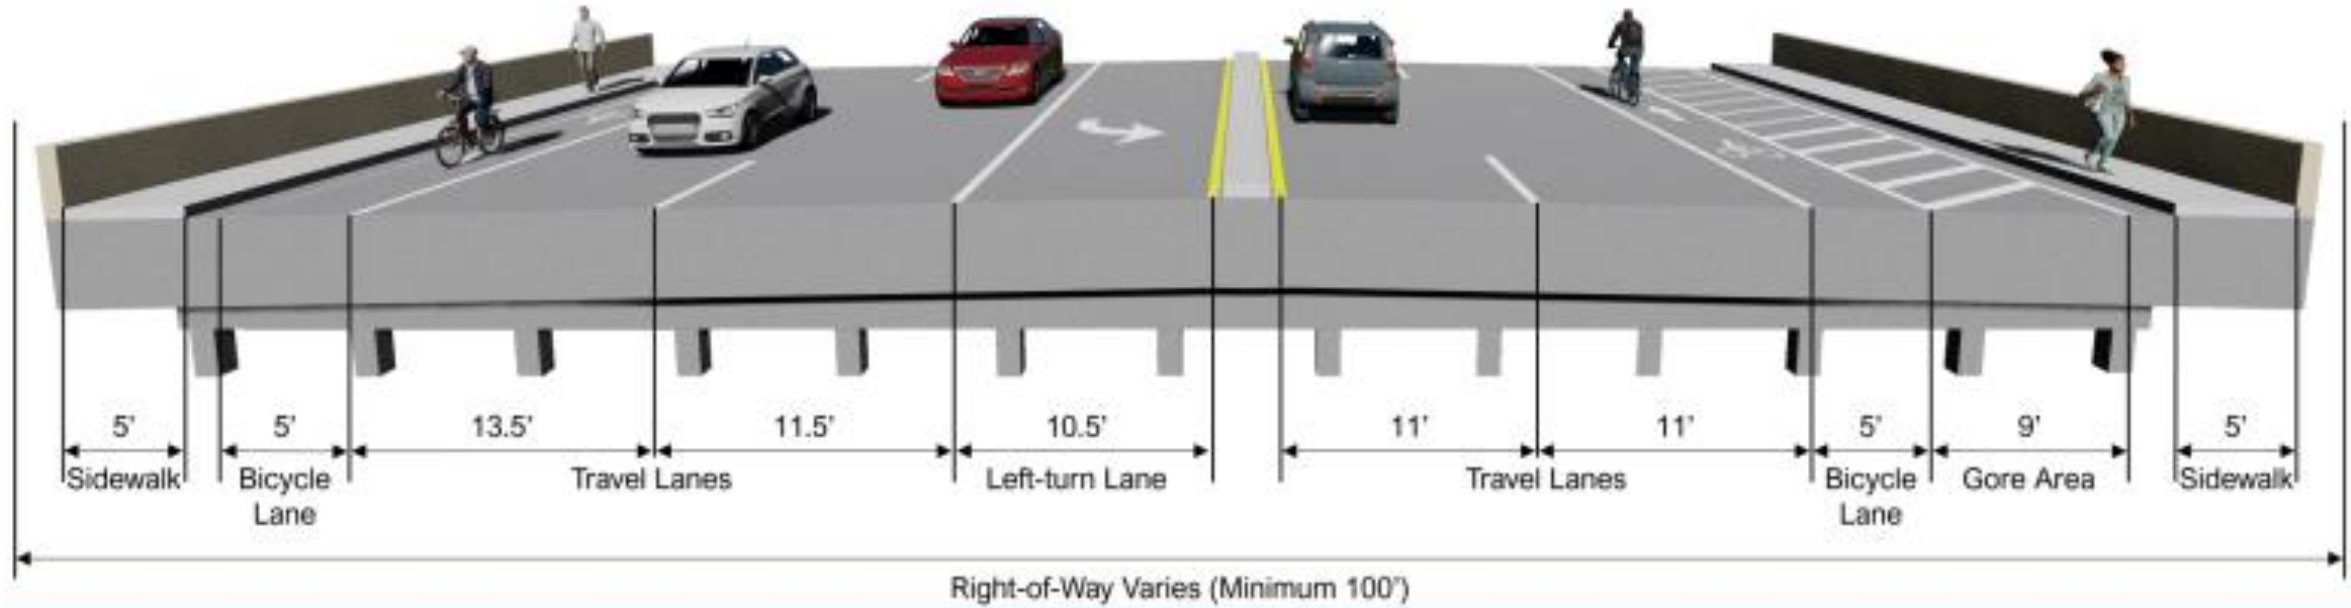 5’ 5’ 13.5’ 11.5’ 10.5’ 11’ 11’ 5’ 9’ 5’
Sidewalk Bicycle Travel Lanes Left-turn Lane Travel Lanes Bicycle Gore Area Sidewalk
Lane Lane
Right-of-Way Varies (Minimum 100’)